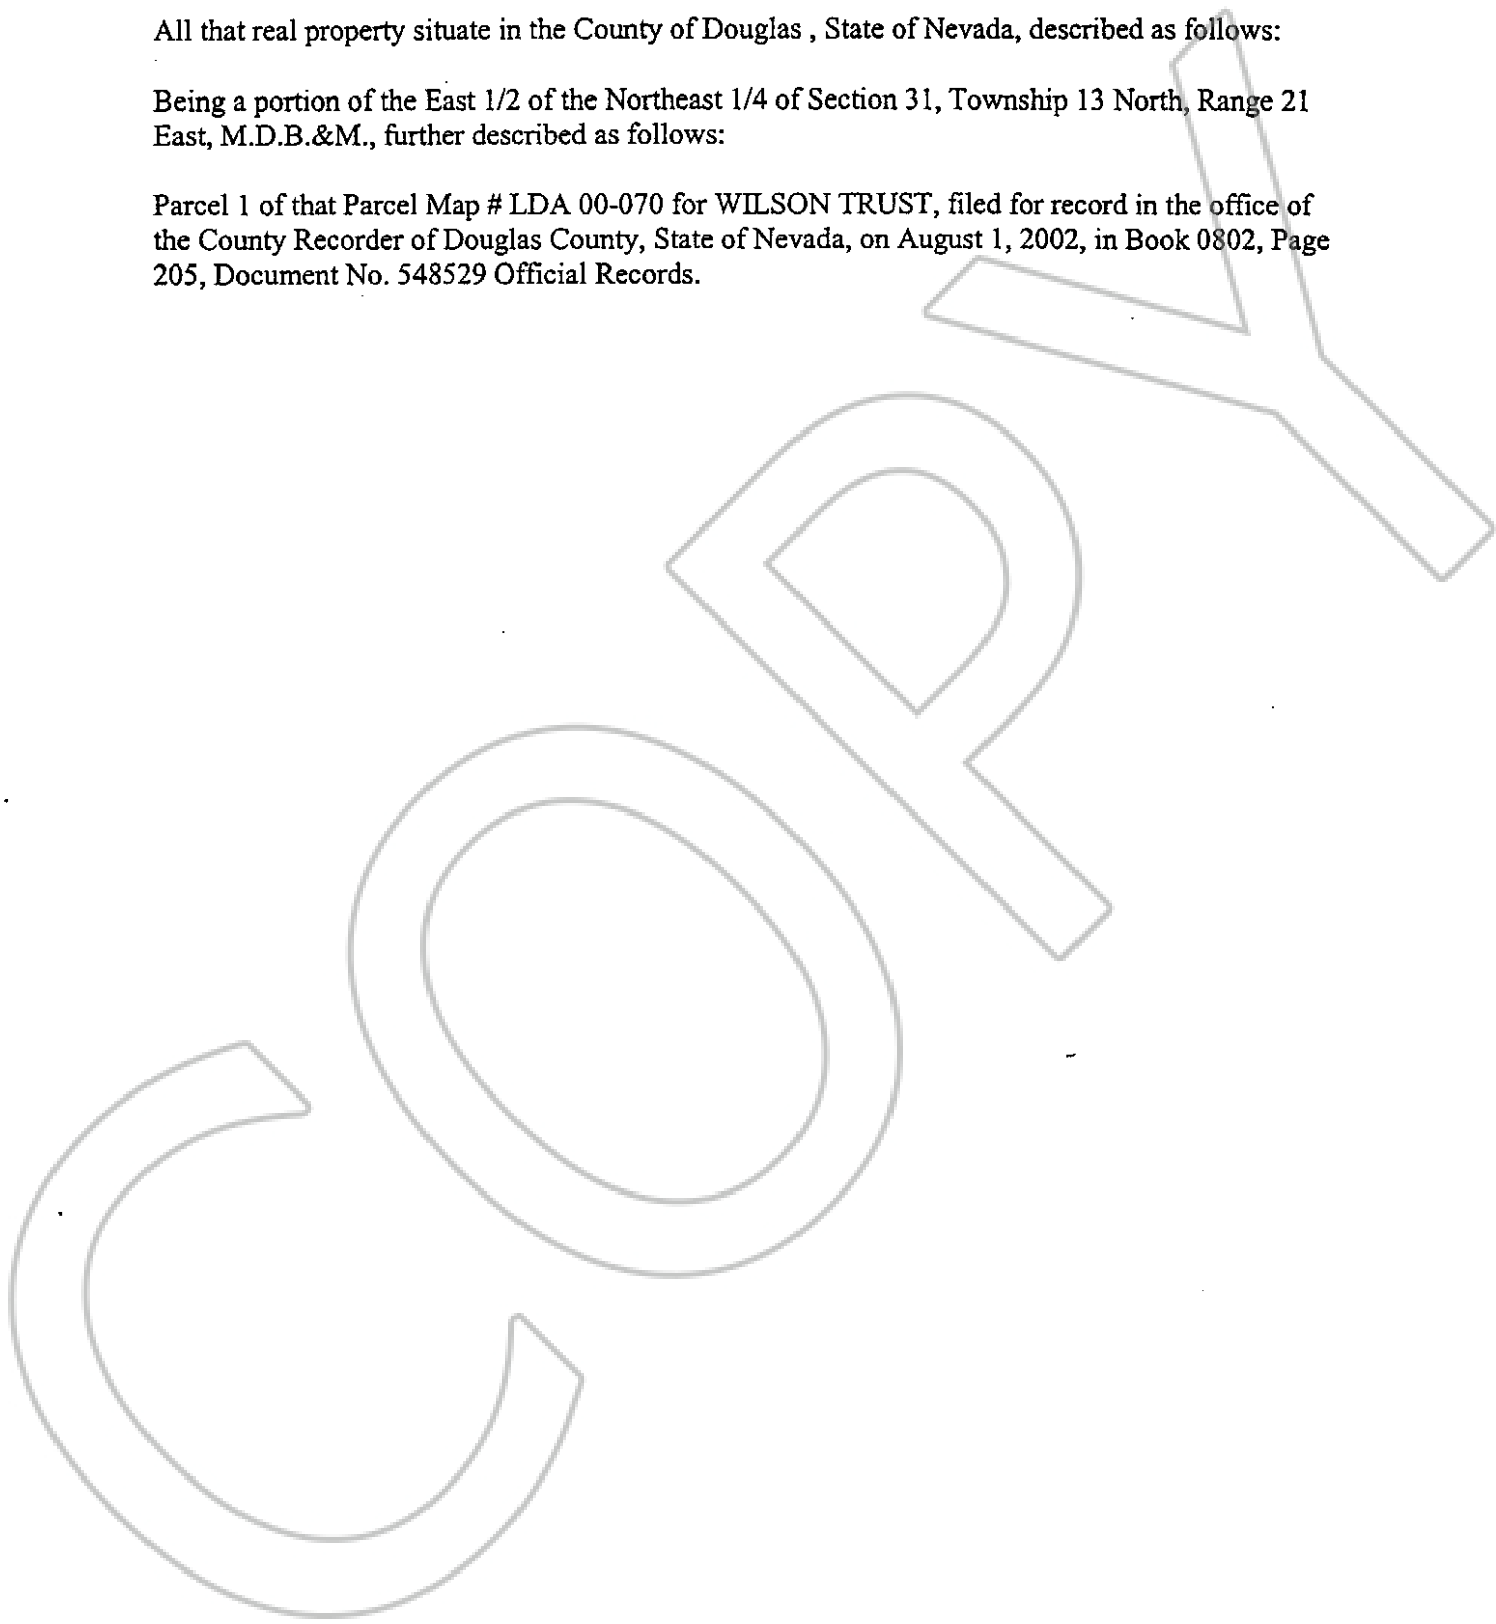 All that real property situate in the County of Douglas , State of Nevada, described as follows:
Being a portion of the East 1/2 of the Northeast 1/4 of Section 31, Township 13 North, Range 21
East, M.D.B.&M., further described as follows:
Parcel 1 of that Parcel Map # LDA 00-070 for WILSON TRUST, filed for record in the office of
the County Recorder of Douglas County, State of Nevada, on August 1, 2002, in Book 0802, Page
205, Document No. 548529 Official Records.
COPY